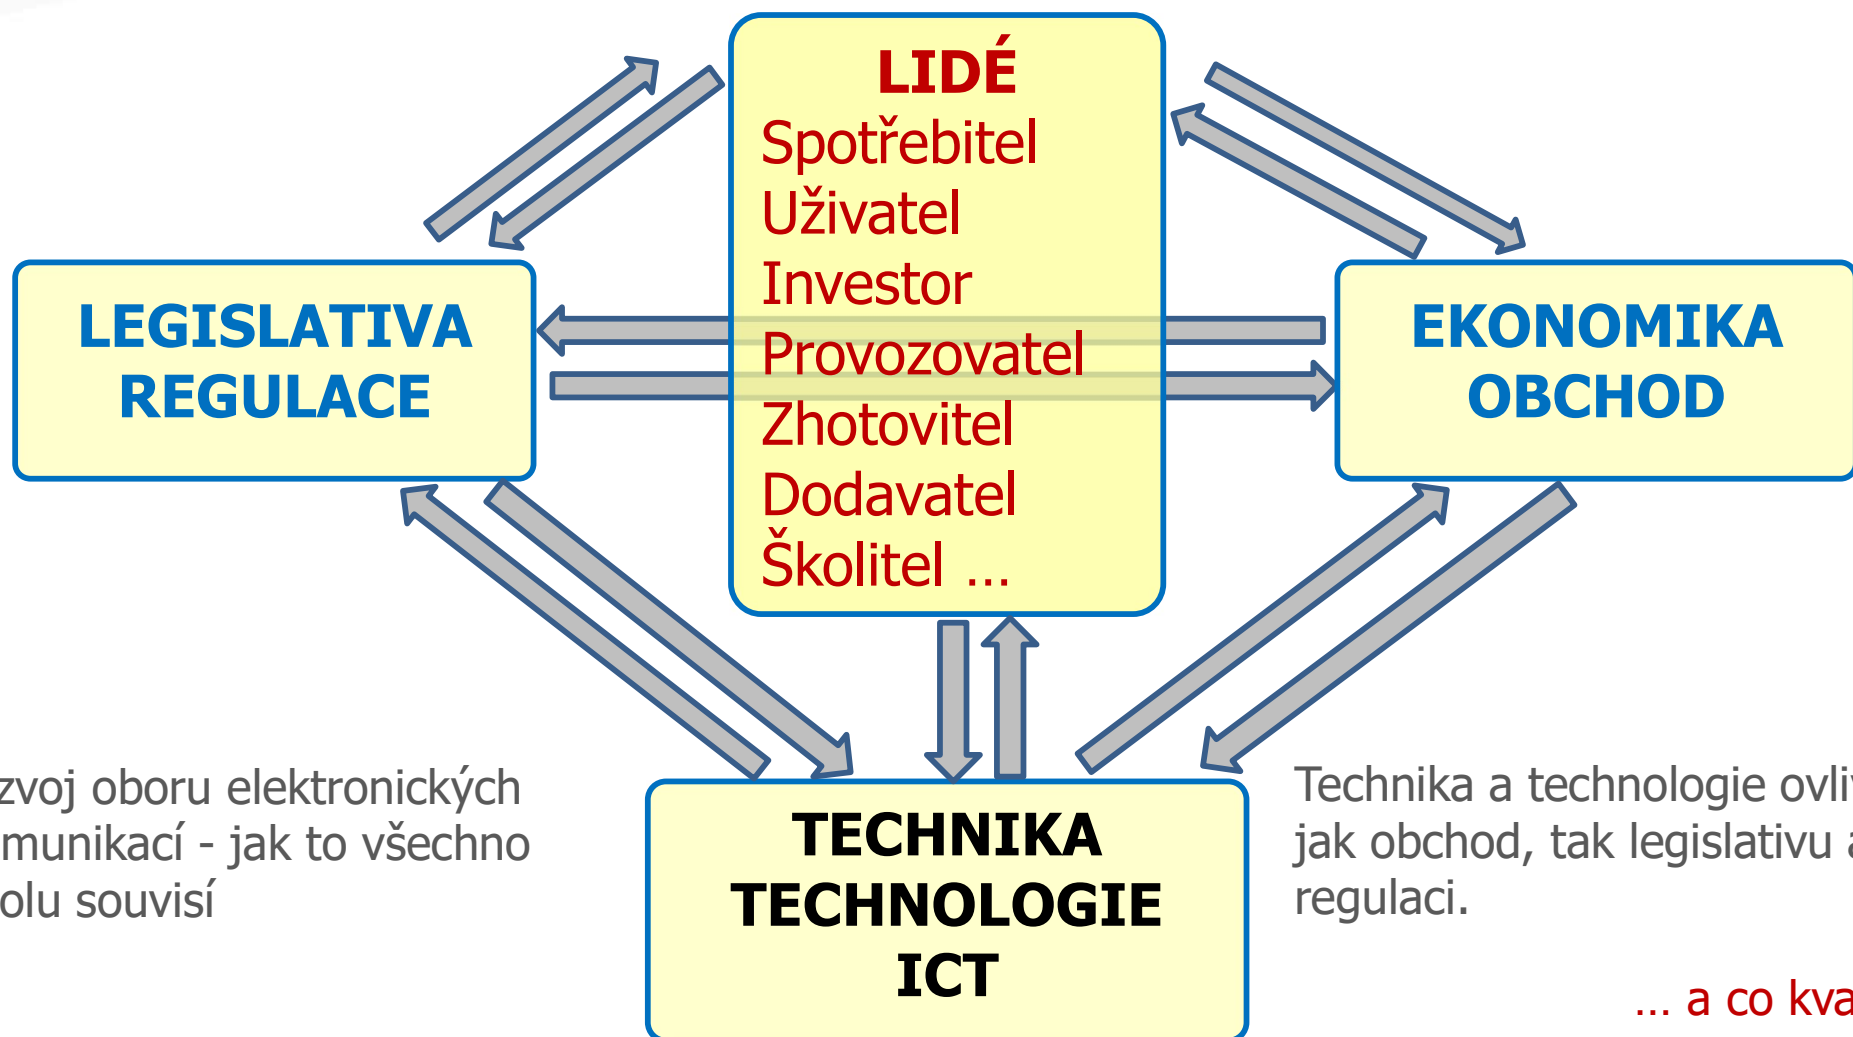 LIDÉ
Spotřebitel
Uživatel
Investor
Provozovatel
Zhotovitel
Dodavatel
Školitel ...
LEGISLATIVA
REGULACE
EKONOMIKA
OBCHOD
TECHNIKA
TECHNOLOGIE
ICT
zvoj oboru elektronických
munikací - jak to všechno
olu souvisí
Technika a technologie ovliv
jak obchod, tak legislativu a
regulaci.
... a co kva